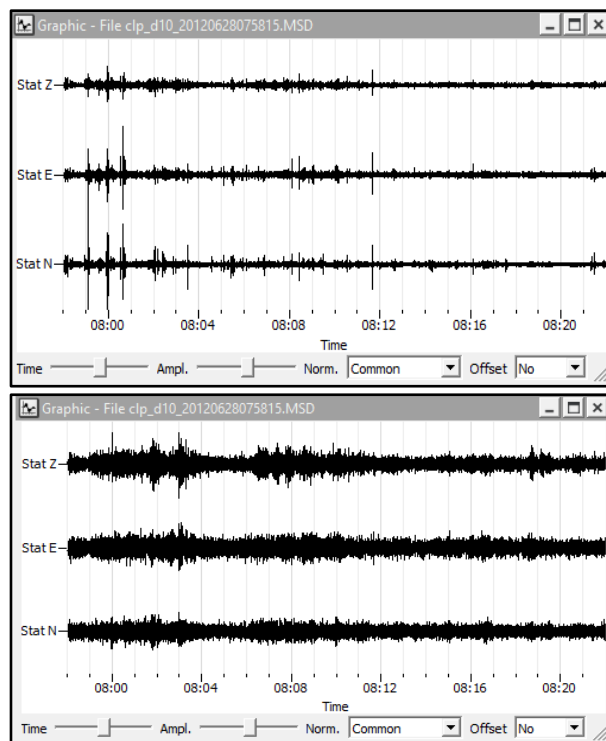 Graphic - File clp_d10_20120628075815.MSD
Stat Z
Stat E
Stat N
08:00 08:04 08:08 08:12 08:16 08:20
Time
Time Ampl. Norm. Common Offset No
Graphic - File clp_d10_20120628075815.MSD
Stat Z
Stat E
Stat N
08:00 08:04 08:08 08:12 08:16 08:20
Time
Time Ampl. Norm. Common Offset No